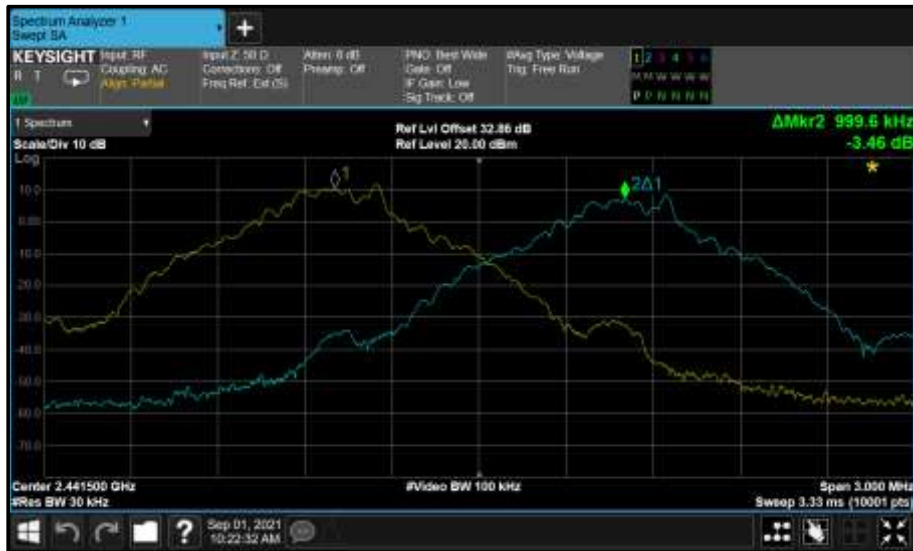 Spectrum Analyzer 1
Swept SA
+
KEYSIGHT
R T
Input: RF
Coupling: AC
Align: Partial
Input Z: 50 Ω
Corrections: Off
Freq Ref: Ext (S)
Atten: 6 dB
Preamp: Off
PNO: Best Wide
Gate: Off
IF Gain: Low
Sig Track: Off
#Avg Type: Voltage
Trig: Free Run
1 2 3 4 5 6
M W W W W W
P P N N N N
1 Spectrum
Scale/Div 10 dB
Log
Ref Lvl Offset 32.86 dB
Ref Level 20.00 dBm
ΔMkr2 999.6 kHz
-3.46 dB
1
2Δ1
10.0
0.00
-10.0
-20.0
-30.0
-40.0
-50.0
-60.0
-70.0
Center 2.441500 GHz
#Res BW 30 kHz
#Video BW 100 kHz
Span 3.000 MHz
Sweep 3.33 ms (10001 pts)
?
Sep 01, 2021
10:22:32 AM